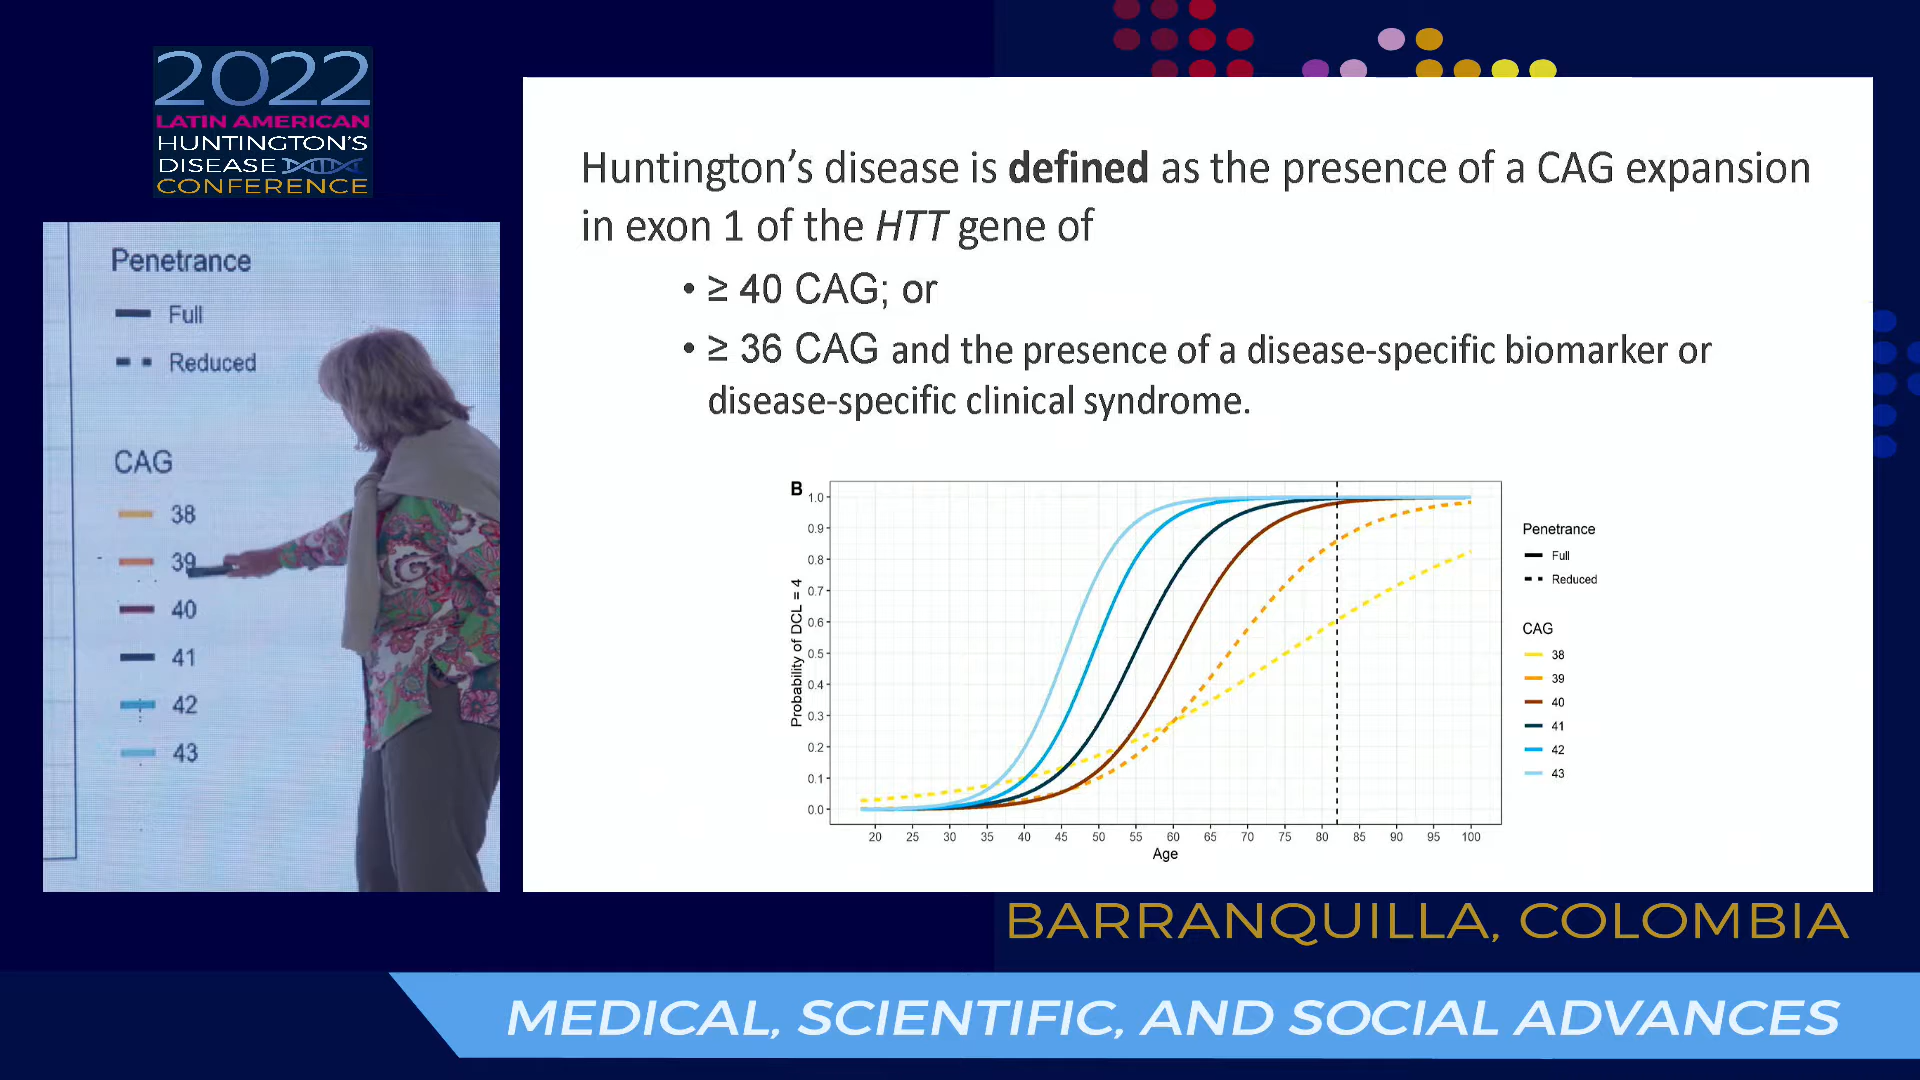 2022
LATIN AMERICAN
HUNTINGTON'S
DISEASE
CONFERENCE
Penetrance
Full
Reduced
CAG
38
39
40
41
42
43
Huntington's disease is defined as the presence of a CAG expansion
in exon 1 of the HTT gene of
• ≥ 40 CAG; or
• ≥ 36 CAG and the presence of a disease-specific biomarker or
disease-specific clinical syndrome.
B
Probability of DCL = 4
1.0
0.9
0.8
0.7
0.6
0.5
0.4
0.3
0.2
0.1
0.0
20 25 30 35 40 45 50 55 60 65 70 75 80 85 90 95 100
Age
Penetrance
Full
Reduced
CAG
38
39
40
41
42
43
BARRANQUILLA, COLOMBIA
MEDICAL, SCIENTIFIC, AND SOCIAL ADVANCES